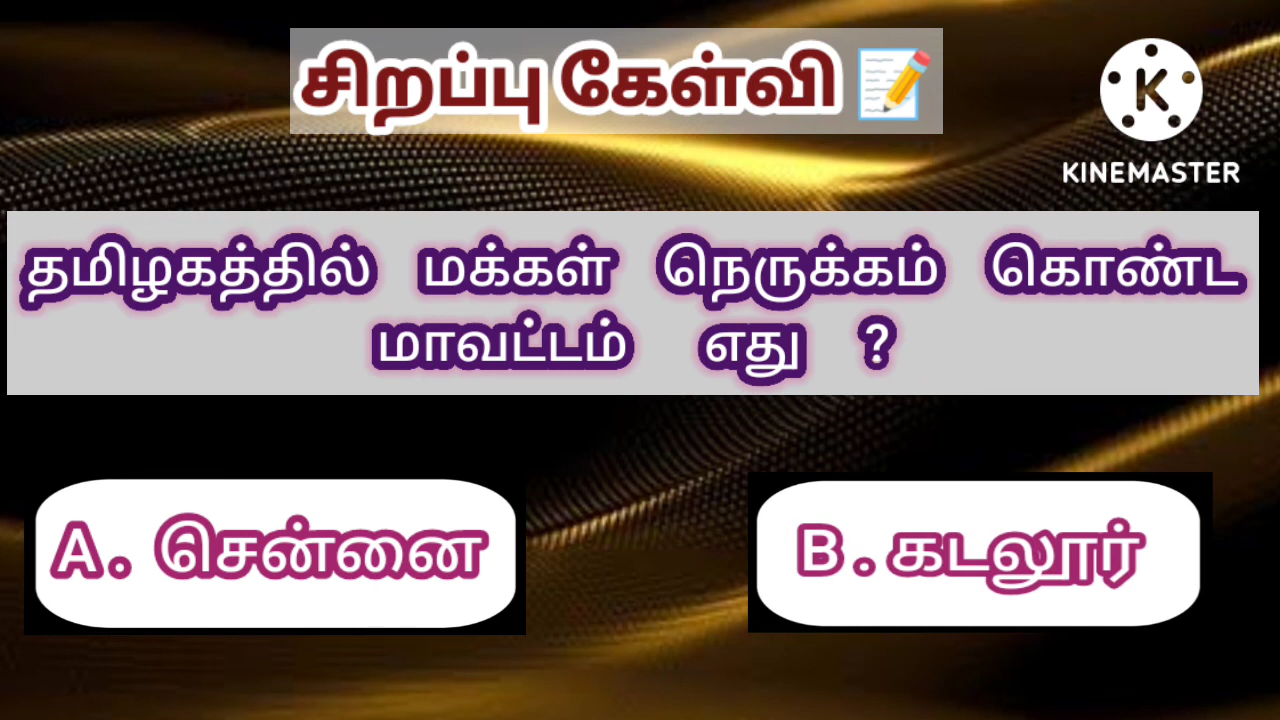 சிறப்பு கேள்வி 📝
KINEMASTER
தமிழகத்தில் மக்கள் நெருக்கம் கொண்ட
மாவட்டம் எது ?
A. சென்னை
B. கடலூர்